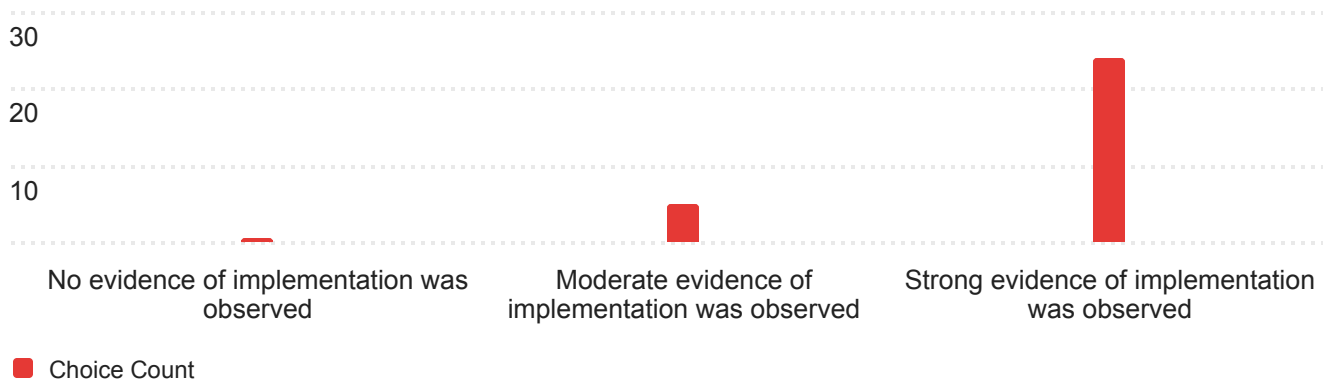 30
20
10
No evidence of implementation was
observed
Moderate evidence of
implementation was observed
Strong evidence of implementation
was observed
Choice Count